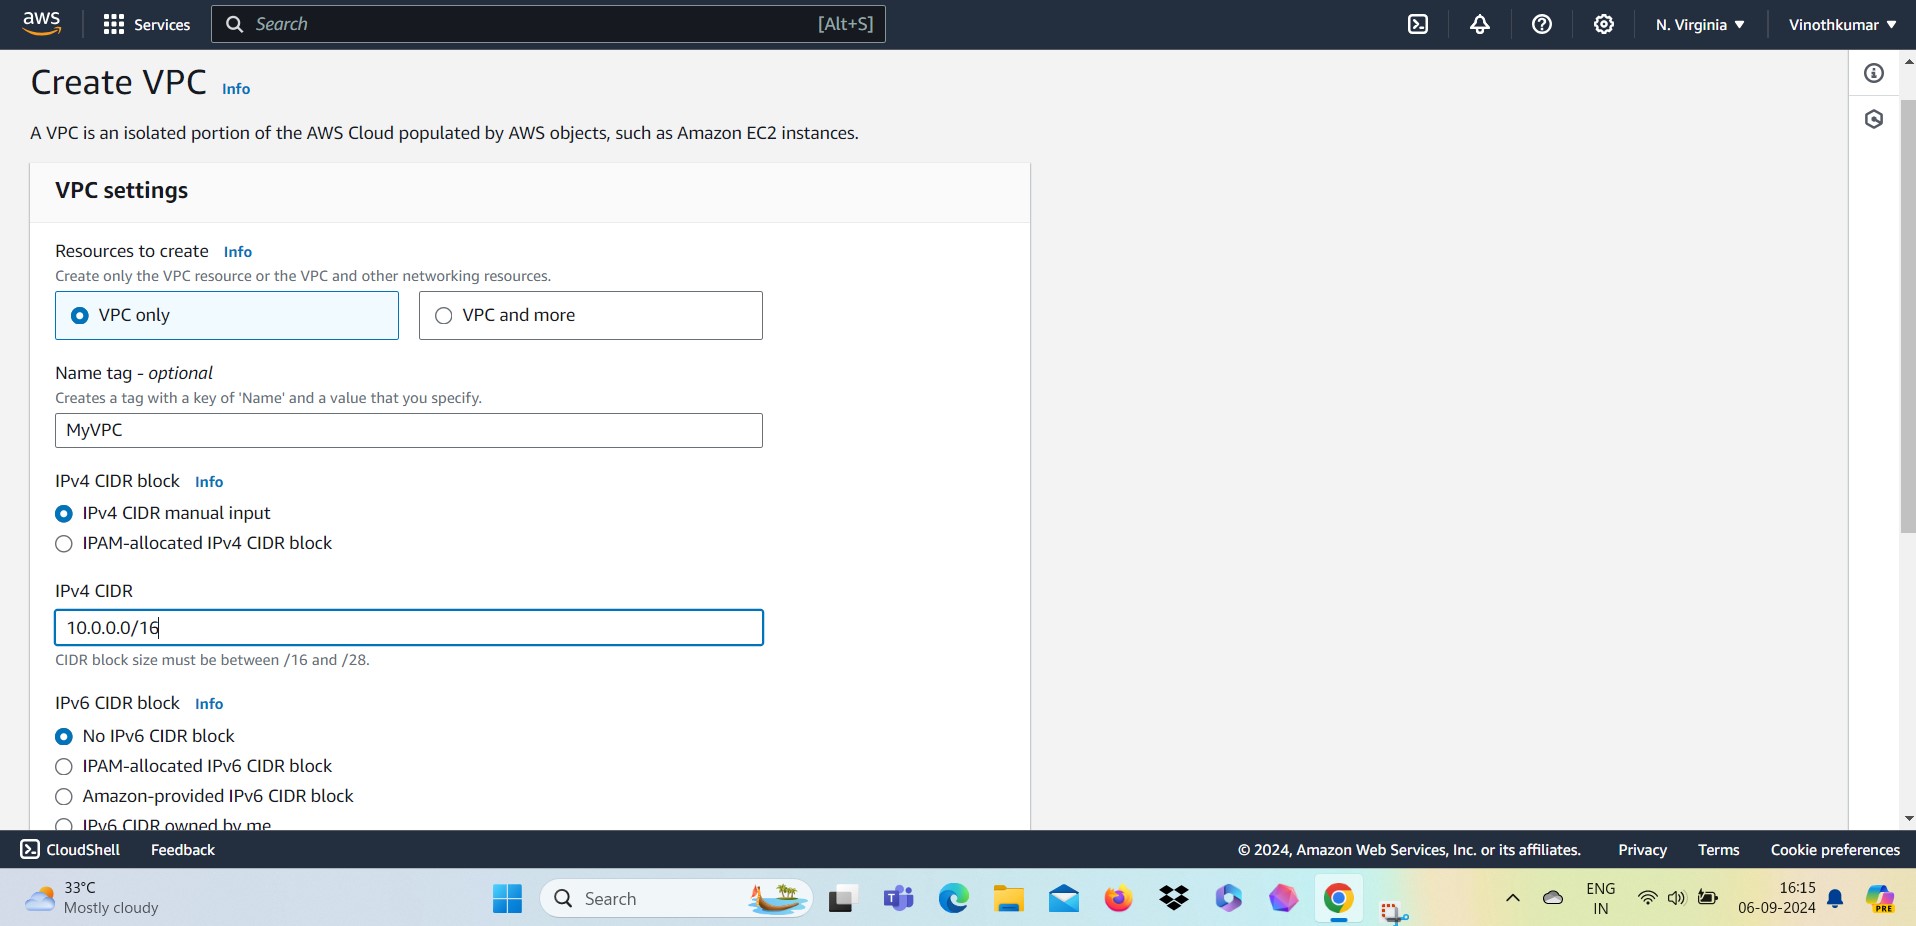 aws Services Search [Alt+S] N. Virginia Vinothkumar
Create VPC Info
A VPC is an isolated portion of the AWS Cloud populated by AWS objects, such as Amazon EC2 instances.
VPC settings
Resources to create Info
Create only the VPC resource or the VPC and other networking resources.
VPC only VPC and more
Name tag - optional
Creates a tag with a key of 'Name' and a value that you specify.
MyVPC
IPv4 CIDR block Info
IPv4 CIDR manual input
IPAM-allocated IPv4 CIDR block
IPv4 CIDR
10.0.0.0/16
CIDR block size must be between /16 and /28.
IPv6 CIDR block Info
No IPv6 CIDR block
IPAM-allocated IPv6 CIDR block
Amazon-provided IPv6 CIDR block
IPv6 CIDR owned by me
CloudShell Feedback © 2024, Amazon Web Services, Inc. or its affiliates. Privacy Terms Cookie preferences
33°C
Mostly cloudy
Search
ENG
IN
16:15
06-09-2024
PRE